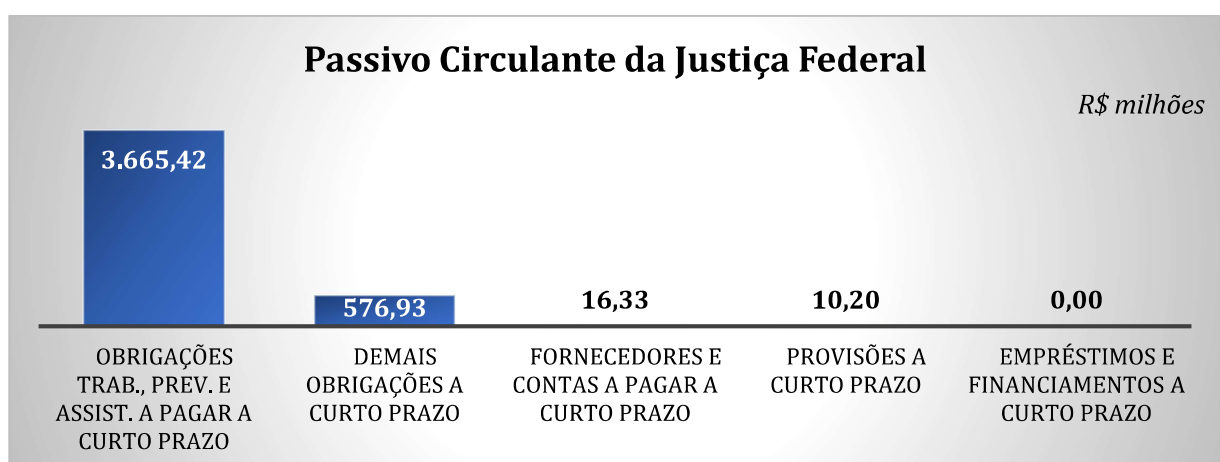 Passivo Circulante da Justiça Federal
R$ milhões
3.665,42
576,93
16,33
10,20
0,00
OBRIGAÇÕES
TRAB., PREV. E
ASSIST. A PAGAR A
CURTO PRAZO
DEMAIS
OBRIGAÇÕES A
CURTO PRAZO
FORNECEDORES E
CONTAS A PAGAR A
CURTO PRAZO
PROVISÕES A
CURTO PRAZO
EMPRÉSTIMOS E
FINANCIAMENTOS A
CURTO PRAZO